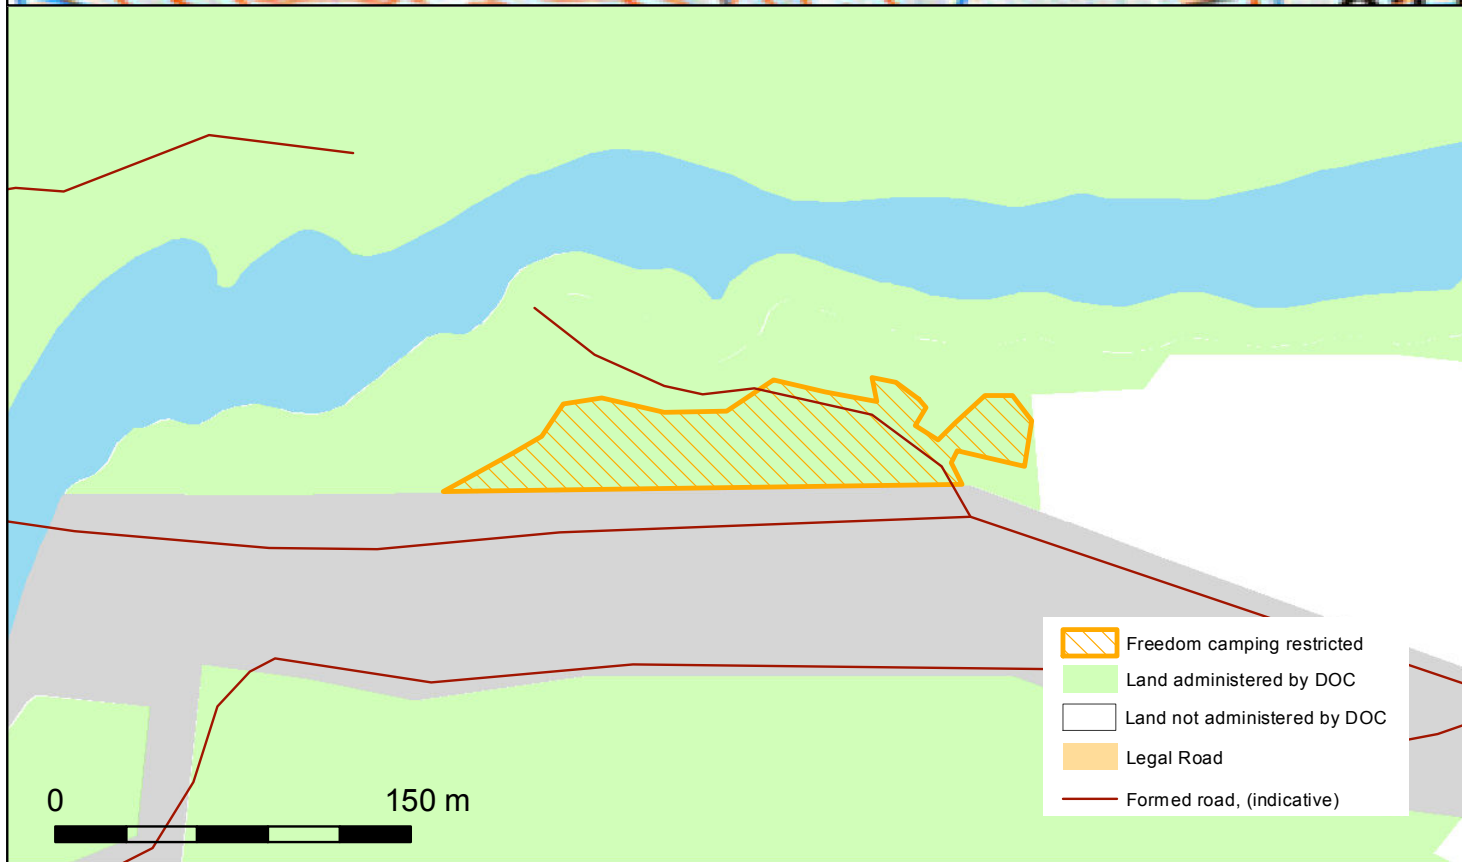 Freedom camping restricted
Land administered by DOC
Land not administered by DOC
Legal Road
Formed road, (indicative)
0 150 m